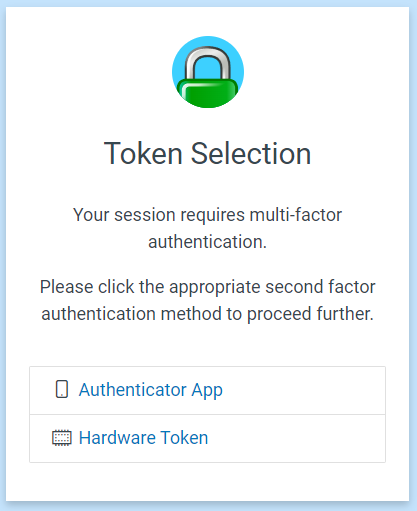 Token Selection
Your session requires multi-factor
authentication.
Please click the appropriate second factor
authentication method to proceed further.
Authenticator App
Hardware Token